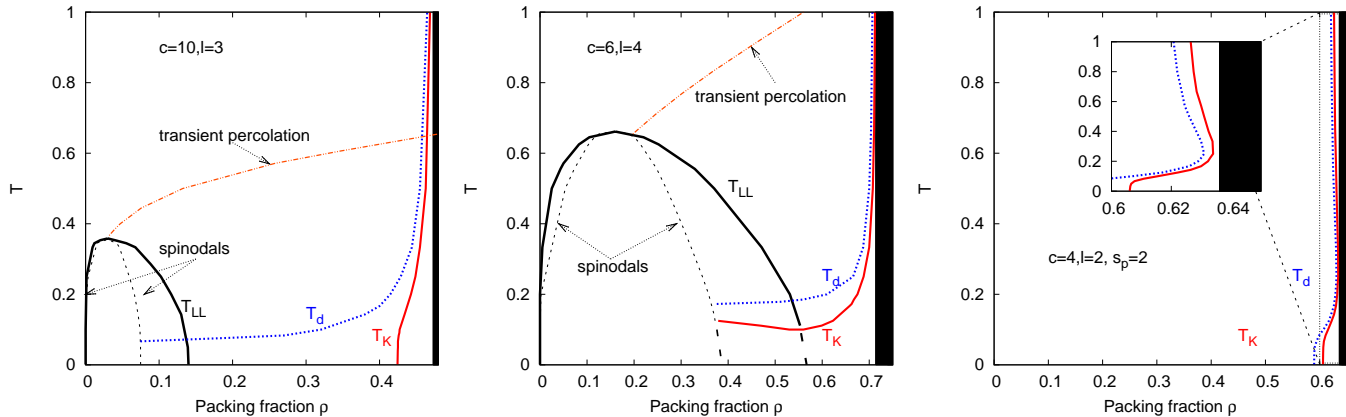 1
0.8
0.6
0.4
0.2
0
T
0
0.1
0.2
0.3
0.4
Packing fraction ρ
c=10,l=3
transient percolation
spinodals
T_LL
T_d
T_K
1
0.8
0.6
0.4
0.2
0
T
0
0.1
0.2
0.3
0.4
0.5
0.6
0.7
Packing fraction ρ
c=6,l=4
transient percolation
T_LL
spinodals
T_d
T_K
1
0.8
0.6
0.4
0.2
0
T
0
0.1
0.2
0.3
0.4
0.5
0.6
Packing fraction ρ
1
0.8
0.6
0.4
0.2
0
0.6
0.62
0.64
c=4,l=2, s_p=2
T_d
T_K